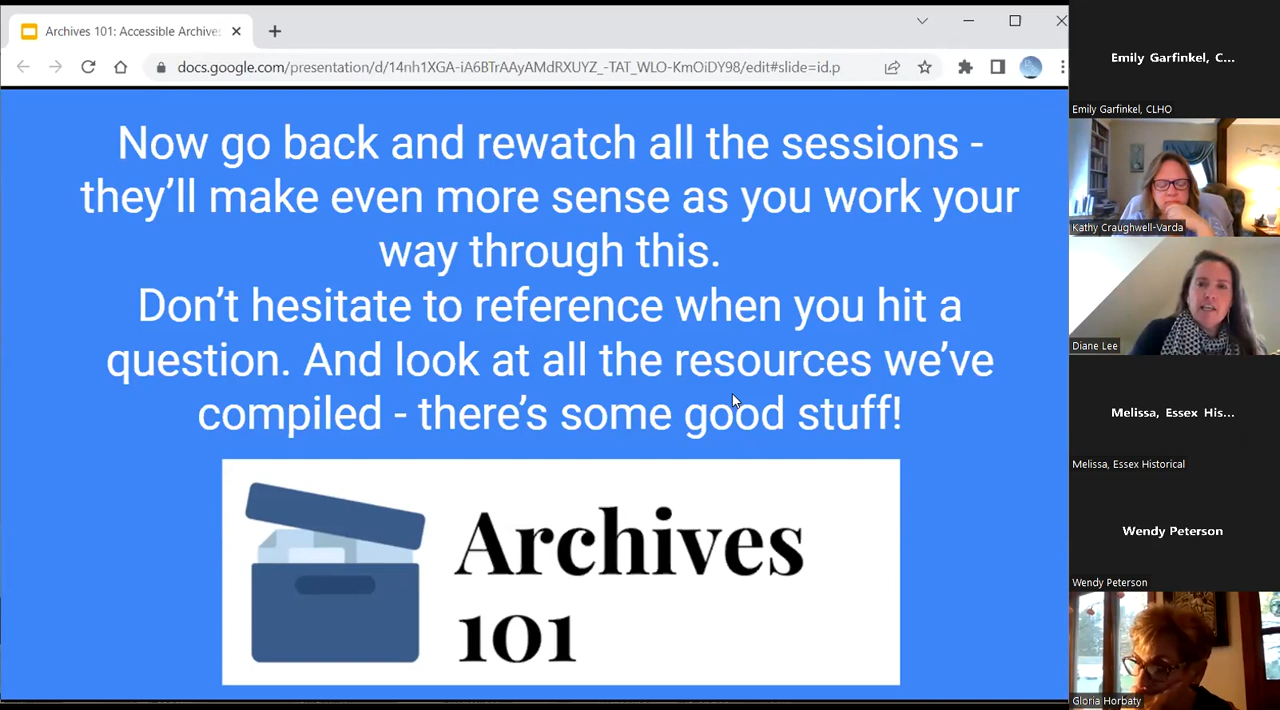 Archives 101: Accessible Archive
docs.google.com/presentation/d/14nh1XGA-iA6BTrAAyAMdRXUYZ_-TAT_WLO-KmOiDY98/edit#slide=id.p
Now go back and rewatch all the sessions -
they'll make even more sense as you work your
way through this.
Don't hesitate to reference when you hit a
question. And look at all the resources we've
compiled - there's some good stuff!
Archives
101
Emily Garfinkel, C...
Emily Garfinkel, CLHO
Kathy Craughwell-Varda
Diane Lee
Melissa, Essex His...
Melissa, Essex Historical
Wendy Peterson
Wendy Peterson
Gloria Horbaty